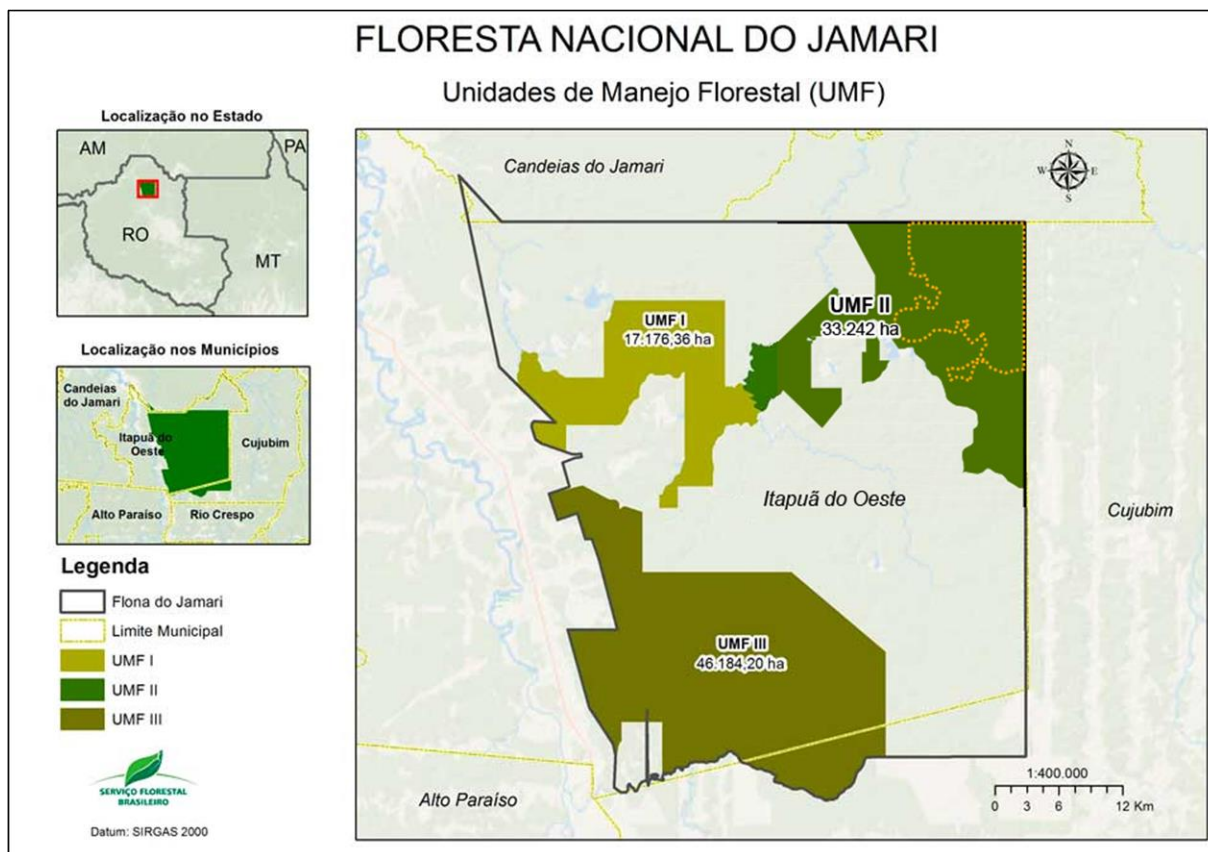 FLORESTA NACIONAL DO JAMARI
Unidades de Manejo Florestal (UMF)
Localização no Estado
AM
PA
RO
MT
Localização nos Municípios
Candeias
do Jamari
Itapuã do
Oeste
Cujubim
Alto Paraíso
Rio Crespo
Legenda
Flona do Jamari
Limite Municipal
UMF I
UMF II
UMF III
SERVIÇO FLORESTAL
BRASILEIRO
Datum: SIRGAS 2000
Candeias do Jamari
N
W
E
S
UMF I
17.176,36 ha
UMF II
33.242 ha
Itapuã do Oeste
Cujubim
UMF III
46.184,20 ha
Alto Paraíso
1:400.000
0 3 6 12 Km